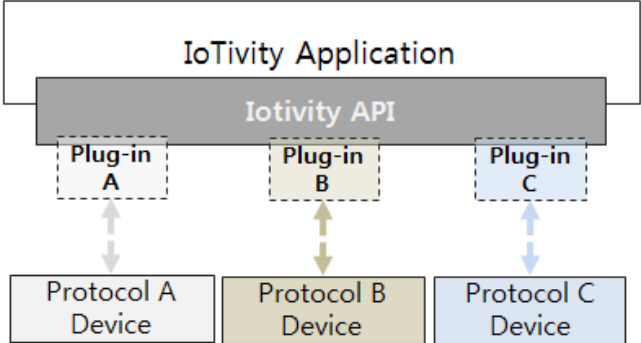 IoTivity Application
Iotivity API
Plug-in
A
Plug-in
B
Plug-in
C
Protocol A
Device
Protocol B
Device
Protocol C
Device